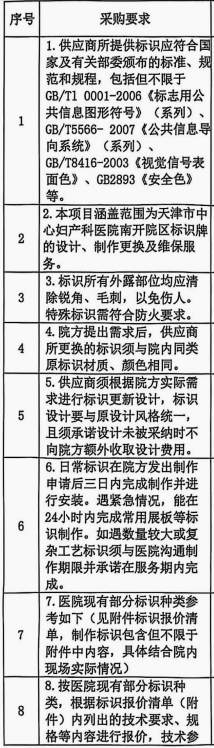 序号 采购要求
1
1.供应商所提供标识应符合国
家及有关部委颁布的标准、规
范和规程，包括但不限于
GB/T1 0001-2006《标志用公
共信息图形符号》（系列）、
GB/T5566- 2007《公共信息导
向系统》（系列）、
GB/T8416-2003《视觉信号表
面色》、GB2893《安全色》
等。
2
2.本项目涵盖范围为天津市中
心妇产科医院南开院区标识牌
的设计、制作更换及维保服
务。
3
3.标识所有外露部位均应清
除锐角、毛刺，以免伤人。
特殊标识需符合防火要求。
4
4.院方提出需求后，供应商
所更换的标识须与院内同类
原标识材质、颜色相同。
5
5.供应商须根据院方实际需
求进行标识更新设计，标识
设计要与原设计风格统一，
且须承诺设计未被采纳时不
向院方额外收取设计费用。
6
6.日常标识在院方发出制作
申请后三日内完成制作并进
行安装。遇紧急情况，能在
24小时内完成常用展板等标
识制作。如遇数量较大或复
杂工艺标识须与医院沟通制
作期限并承诺在服务期内完
成。
7
7.医院现有部分标识种类参
考如下（见附件标识报价清
单，制作标识包含但不限于
附件中内容，具体结合院内
现场实际情况）
8
8.按医院现有部分标识种
类，根据标识报价清单（附
件）内列出的技术要求、规
格等内容进行报价，技术参